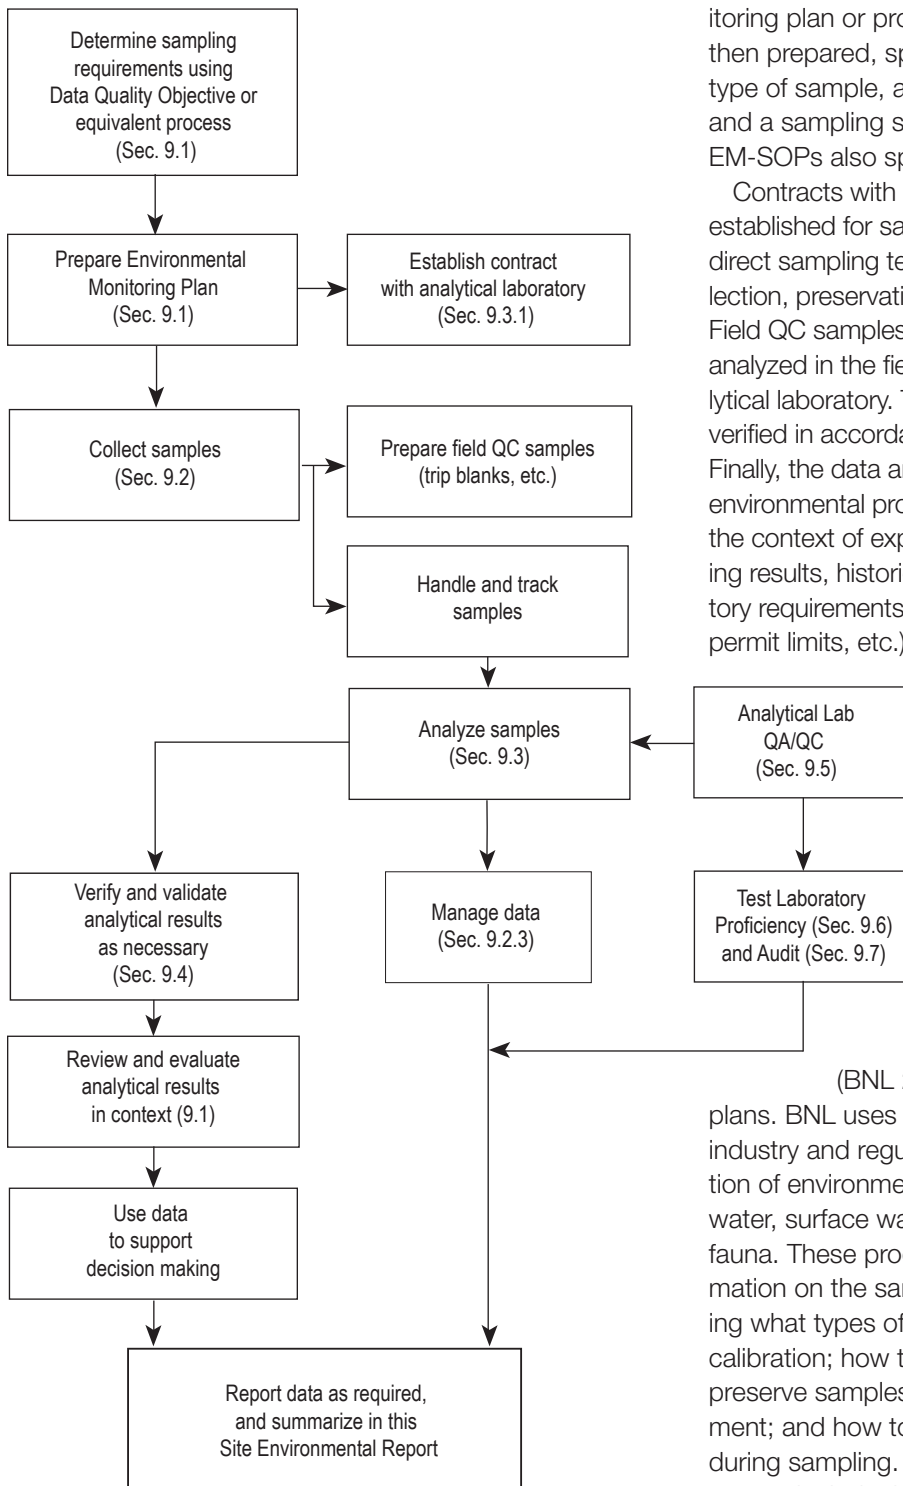 Determine sampling
requirements using
Data Quality Objective or
equivalent process
(Sec. 9.1)
Prepare Environmental
Monitoring Plan
(Sec. 9.1)
Establish contract
with analytical laboratory
(Sec. 9.3.1)
Collect samples
(Sec. 9.2)
Prepare field QC samples
(trip blanks, etc.)
Handle and track
samples
Analyze samples
(Sec. 9.3)
Analytical Lab
QA/QC
(Sec. 9.5)
Verify and validate
analytical results
as necessary
(Sec. 9.4)
Manage data
(Sec. 9.2.3)
Test Laboratory
Proficiency (Sec. 9.6)
and Audit (Sec. 9.7)
Review and evaluate
analytical results
in context (9.1)
Use data
to support
decision making
Report data as required,
and summarize in this
Site Environmental Report
itoring plan or pro
then prepared, sp
type of sample, a
and a sampling s
EM-SOPs also sp
Contracts with
established for sa
direct sampling te
lection, preservati
Field QC samples
analyzed in the fie
lytical laboratory. T
verified in accorda
Finally, the data ar
environmental pro
the context of exp
ing results, histori
tory requirements
permit limits, etc.)
(BNL
plans. BNL uses
industry and regu
tion of environme
water, surface wa
fauna. These pro
mation on the sar
ing what types of
calibration; how t
preserve samples
ment; and how to
during sampling.